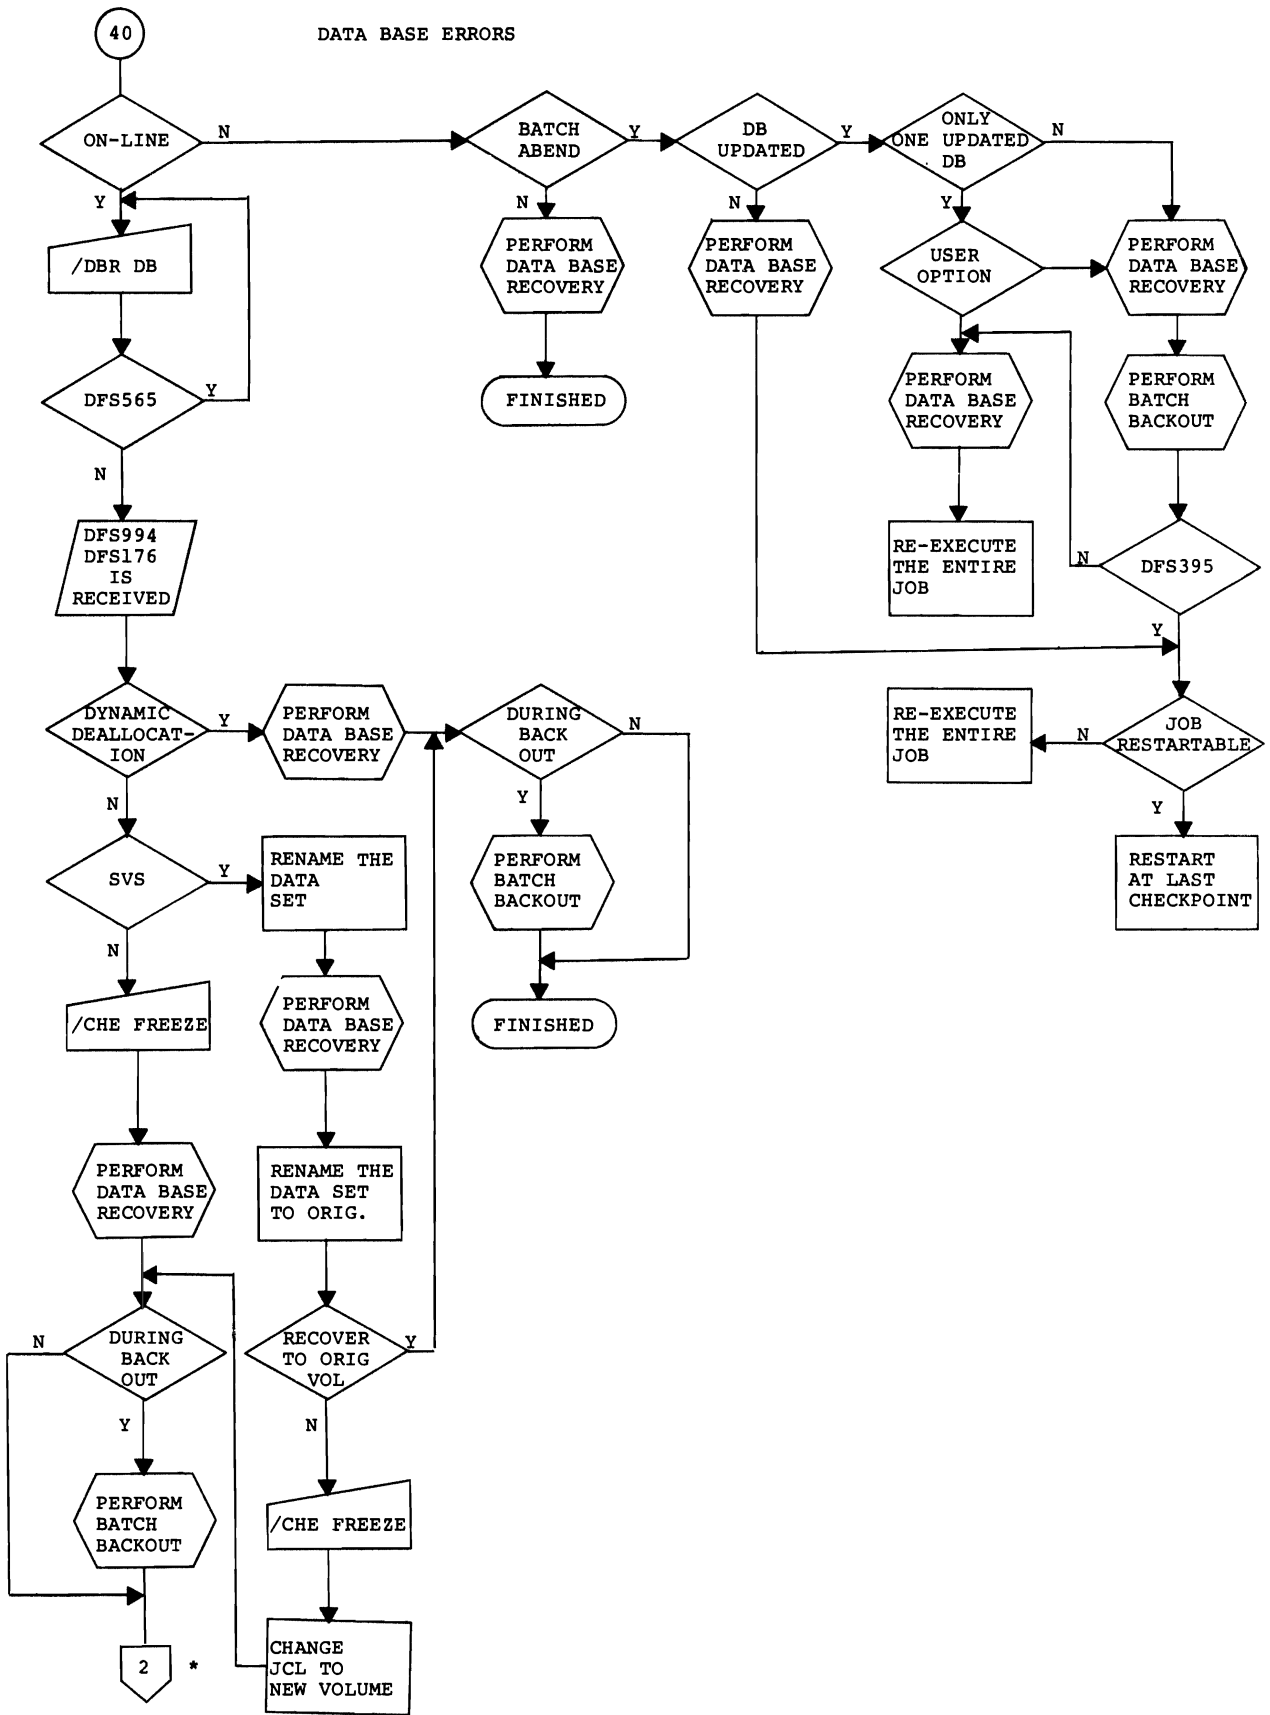 40
DATA BASE ERRORS
ON-LINE
N
BATCH
ABEND
Y
DB
UPDATED
Y
ONLY
ONE UPDATED
DB
N
Y
N
N
Y
/DBR DB
PERFORM
DATA BASE
RECOVERY
PERFORM
DATA BASE
RECOVERY
USER
OPTION
PERFORM
DATA BASE
RECOVERY
DFS565
Y
FINISHED
PERFORM
DATA BASE
RECOVERY
PERFORM
BATCH
BACKOUT
N
DFS994
DFS176
IS
RECEIVED
RE-EXECUTE
THE ENTIRE
JOB
N
DFS395
Y
DYNAMIC
DEALLOCAT-
ION
Y
PERFORM
DATA BASE
RECOVERY
DURING
BACK
OUT
N
RE-EXECUTE
THE ENTIRE
JOB
N
JOB
RESTARTABLE
N
Y
Y
SVS
Y
RENAME THE
DATA
SET
PERFORM
BATCH
BACKOUT
RESTART
AT LAST
CHECKPOINT
N
/CHE FREEZE
PERFORM
DATA BASE
RECOVERY
FINISHED
PERFORM
DATA BASE
RECOVERY
RENAME THE
DATA SET
TO ORIG.
N
DURING
BACK
OUT
RECOVER
TO ORIG
VOL
Y
Y
N
PERFORM
BATCH
BACKOUT
/CHE FREEZE
2
*
CHANGE
JCL TO
NEW VOLUME